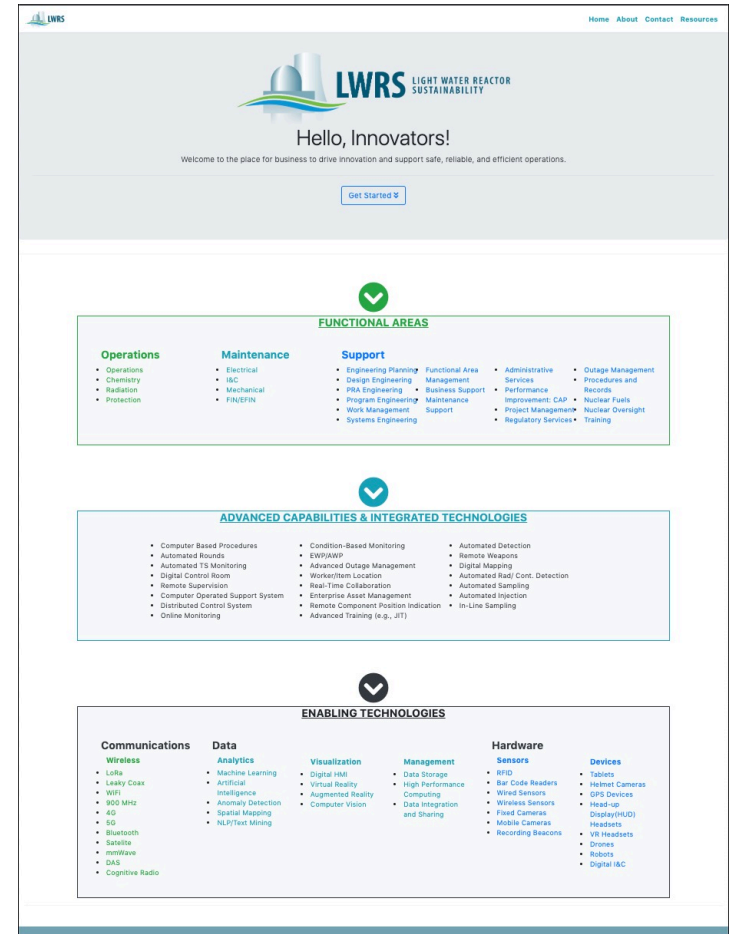 LWRS
Home About Contact Resources
LWRS LIGHT WATER REACTOR
SUSTAINABILITY
Hello, Innovators!
Welcome to the place for business to drive innovation and support safe, reliable, and efficient operations.
Get Started
FUNCTIONAL AREAS
Operations
Operations
Chemistry
Radiation
Protection
Maintenance
Electrical
I&C
Mechanical
FIN/EFIN
Support
Engineering Planning
Design Engineering
PRA Engineering
Program Engineering
Work Management
Systems Engineering
Functional Area
Management
Business Support
Maintenance
Support
Administrative
Services
Performance
Improvement: CAP
Project Management
Regulatory Services
Outage Management
Procedures and
Records
Nuclear Fuels
Nuclear Oversight
Training
ADVANCED CAPABILITIES & INTEGRATED TECHNOLOGIES
Computer Based Procedures
Automated Rounds
Automated TS Monitoring
Digital Control Room
Remote Supervision
Computer Operated Support System
Distributed Control System
Online Monitoring
Condition-Based Monitoring
EWP/AWP
Advanced Outage Management
Worker/Item Location
Real-Time Collaboration
Enterprise Asset Management
Remote Component Position Indication
Advanced Training (e.g., JIT)
Automated Detection
Remote Weapons
Digital Mapping
Automated Rad/ Cont. Detection
Automated Sampling
Automated Injection
In-Line Sampling
ENABLING TECHNOLOGIES
Communications
Wireless
LoRa
Leaky Coax
WiFi
900 MHz
4G
5G
Bluetooth
Satelite
mmWave
DAS
Cognitive Radio
Data
Analytics
Machine Learning
Artificial
Intelligence
Anomaly Detection
Spatial Mapping
NLP/Text Mining
Visualization
Digital HMI
Virtual Reality
Augmented Reality
Computer Vision
Management
Data Storage
High Performance
Computing
Data Integration
and Sharing
Hardware
Sensors
RFID
Bar Code Readers
Wired Sensors
Wireless Sensors
Fixed Cameras
Mobile Cameras
Recording Beacons
Devices
Tablets
Helmet Cameras
GPS Devices
Head-up
Display(HUD)
Headsets
VR Headsets
Drones
Robots
Digital I&C